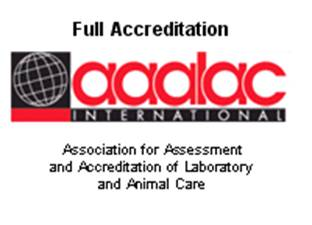 Full Accreditation
aaalac
INTERNATIONAL
Association for Assessment
and Accreditation of Laboratory
and Animal Care